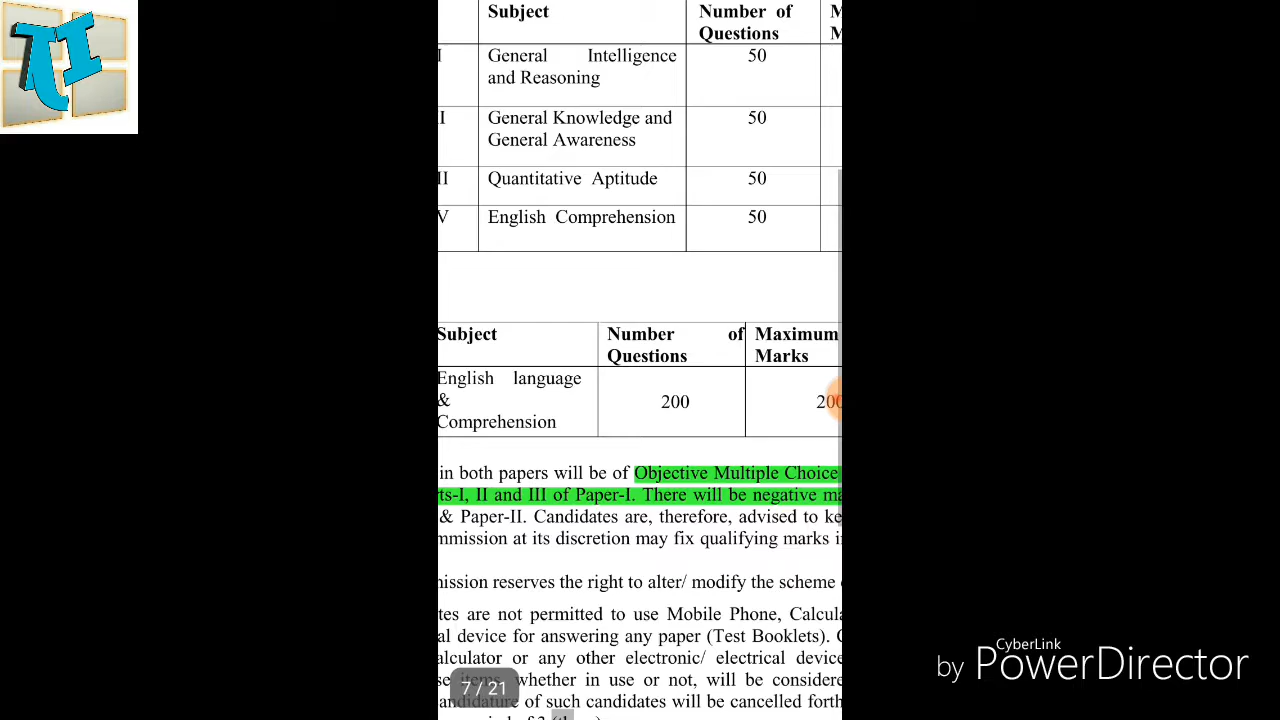 Subject Number of Questions M M
I General Intelligence and Reasoning 50
I General Knowledge and General Awareness 50
II Quantitative Aptitude 50
V English Comprehension 50
Subject Number of Questions Maximum Marks
English language & Comprehension 200 200
in both papers will be of Objective Multiple Choice
ts-I, II and III of Paper-I. There will be negative ma
& Paper-II. Candidates are, therefore, advised to ke
mmission at its discretion may fix qualifying marks i
ission reserves the right to alter/ modify the scheme
tes are not permitted to use Mobile Phone, Calcula
al device for answering any paper (Test Booklets). C
alculator or any other electronic/ electrical device
se items, whether in use or not, will be considere
andidature of such candidates will be cancelled forth
7 / 21
by CyberLink PowerDirector